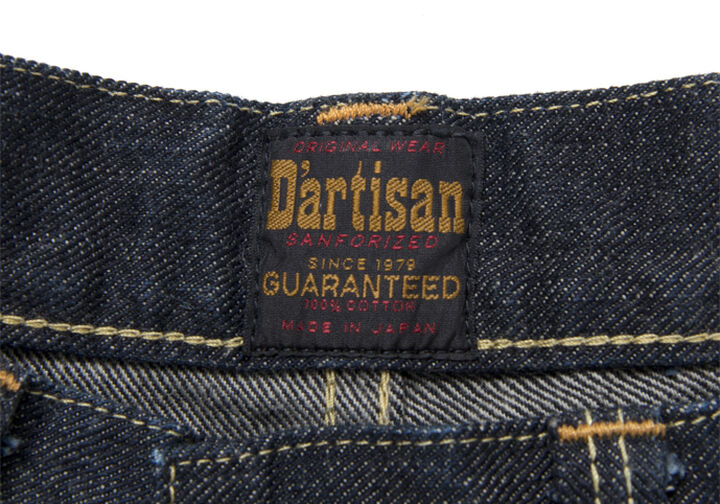 ORIGINAL WEAR
D'artisan
SANFORIZED
SINCE 1979
GUARANTEED
100% COTTON
MADE IN JAPAN